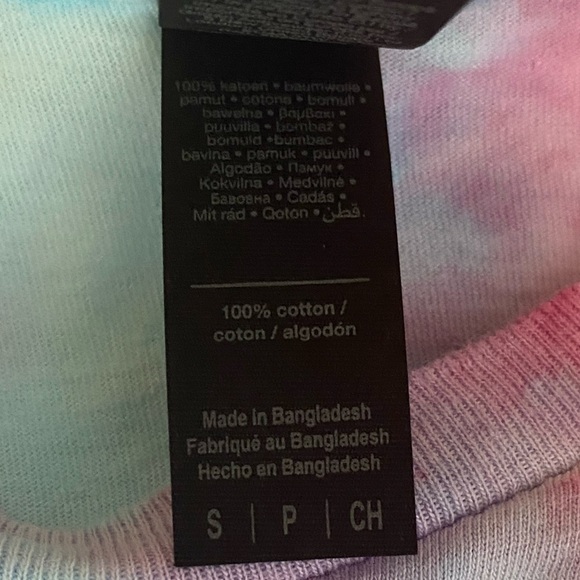 100% katoen • baumwolle •
pamut • cotone • bomull •
bawełna • βαμβακι •
puuvilla • bombaž •
bomuld • bumbac •
bavlna • pamuk • puuvill •
Algodão • Памук •
Kokvilna • Medvilnė •
Бавовна • Cadás •
Mit rád • Qoton • قطن.
100% cotton /
coton / algodón
Made in Bangladesh
Fabriqué au Bangladesh
Hecho en Bangladesh
S | P | CH